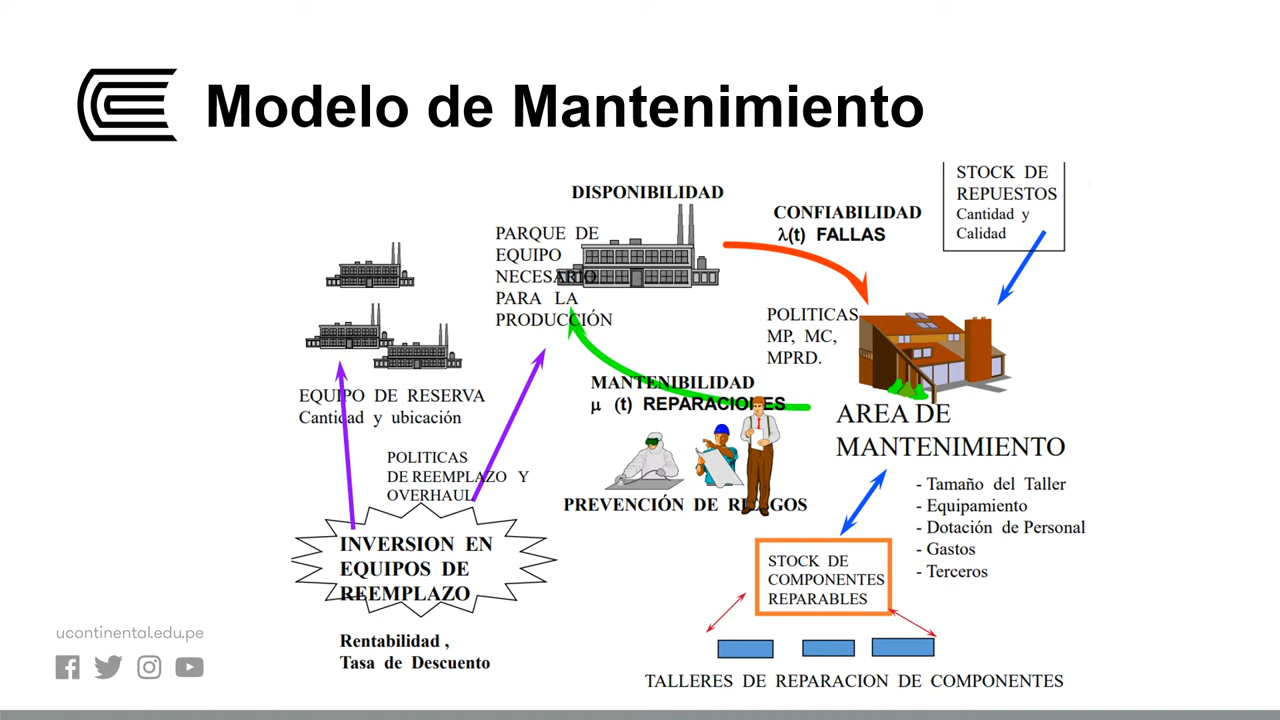 Modelo de Mantenimiento
DISPONIBILIDAD
PARQUE DE
EQUIPO
NECESARIO
PARA LA
PRODUCCIÓN
CONFIABILIDAD
λ(t) FALLAS
STOCK DE
REPUESTOS
Cantidad y
Calidad
POLITICAS
MP, MC,
MPRD.
EQUIPO DE RESERVA
Cantidad y ubicación
MANTENIBILIDAD
μ (t) REPARACIONES
PREVENCIÓN DE RIESGOS
AREA DE
MANTENIMIENTO
- Tamaño del Taller
- Equipamiento
- Dotación de Personal
- Gastos
- Terceros
POLITICAS
DE REEMPLAZO Y
OVERHAUL
INVERSION EN
EQUIPOS DE
REEMPLAZO
Rentabilidad ,
Tasa de Descuento
STOCK DE
COMPONENTES
REPARABLES
TALLERES DE REPARACION DE COMPONENTES
ucontinental.edu.pe